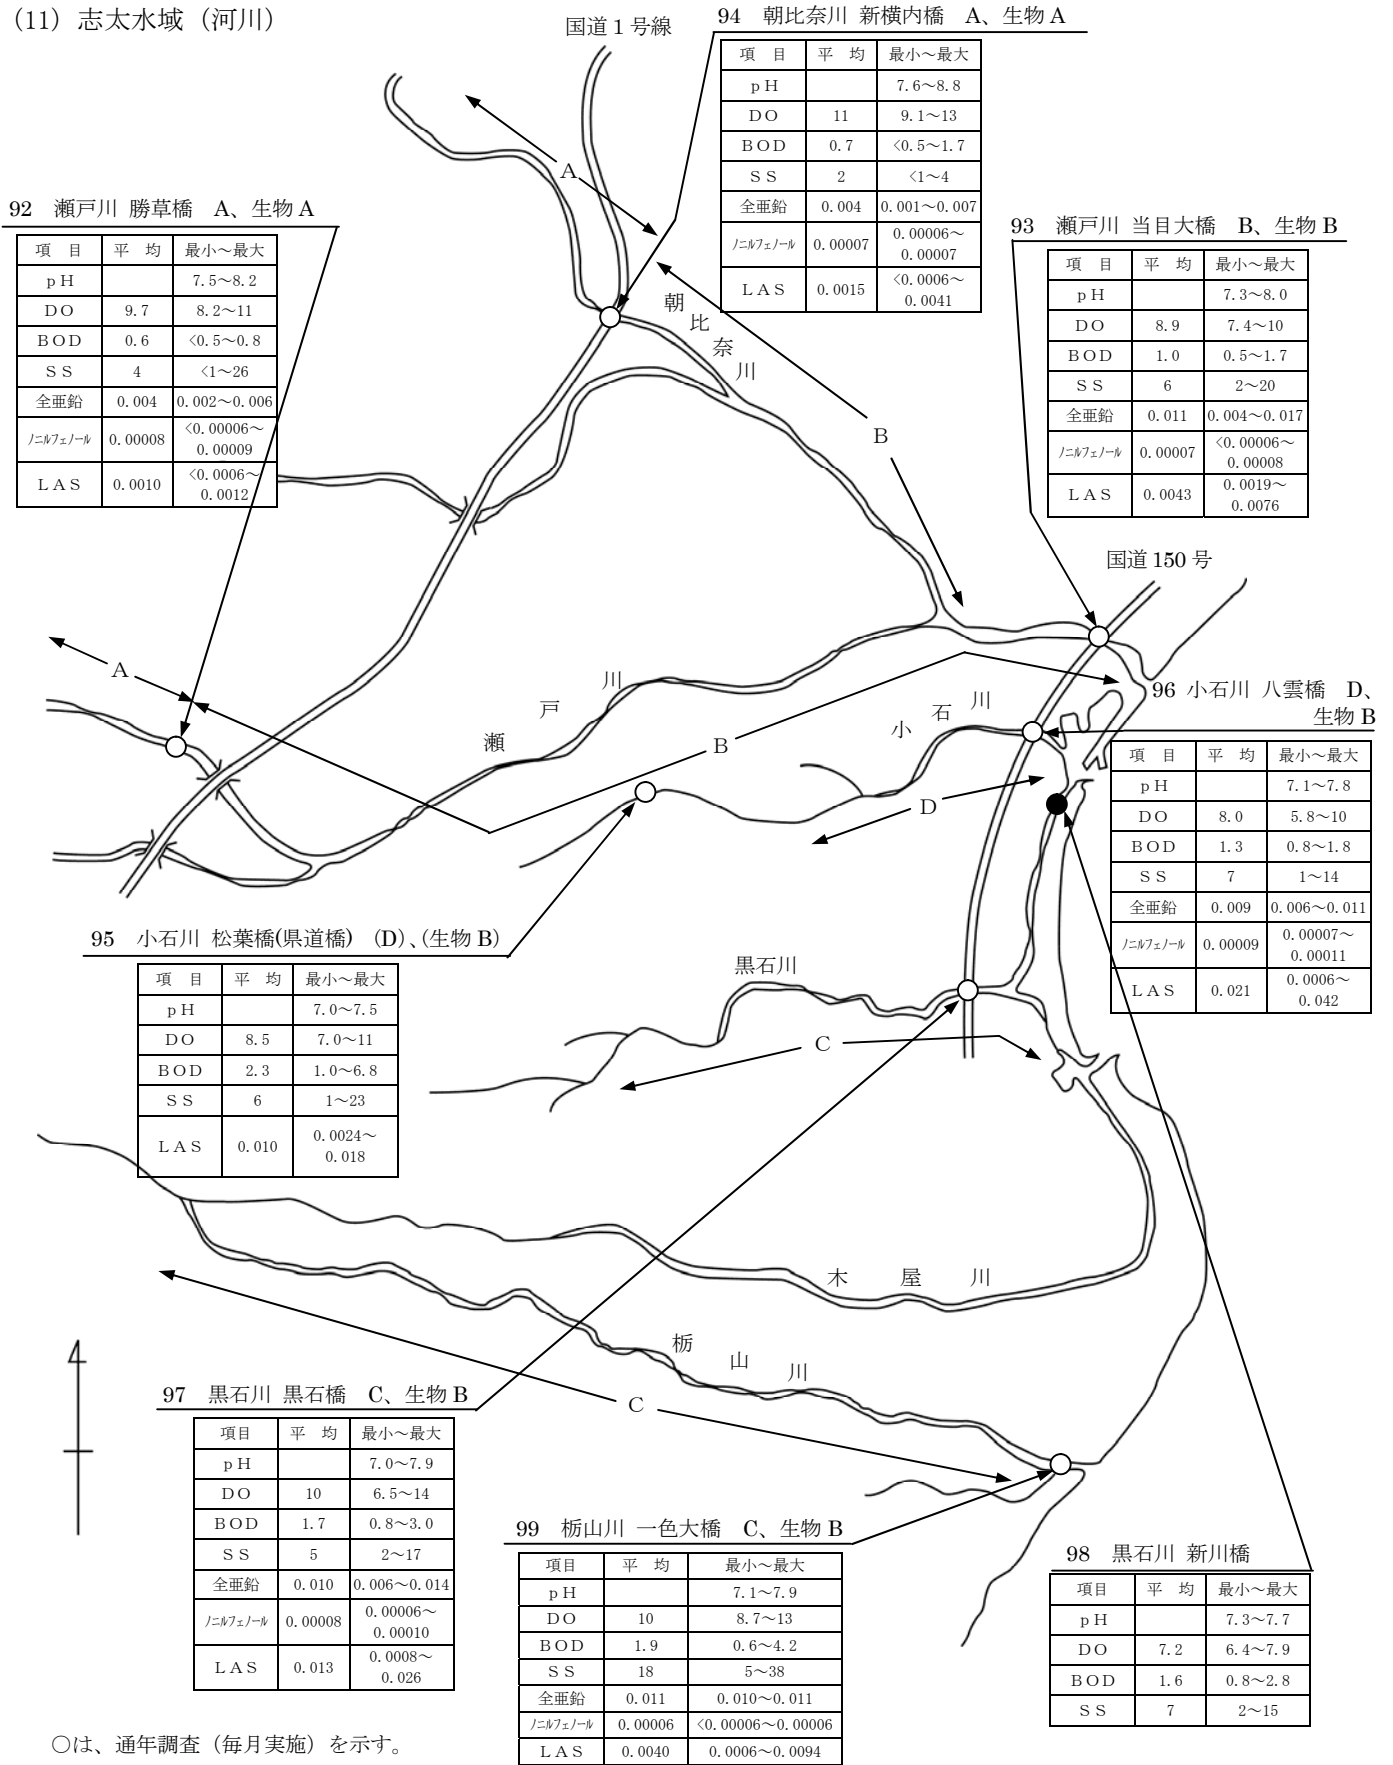 (11) 志太水域（河川）
国道1号線
94 朝比奈川 新横内橋 A、生物A
項 目 平 均 最小～最大
pH 7.6～8.8
DO 11 9.1～13
BOD 0.7 <0.5～1.7
SS 2 <1～4
全亜鉛 0.004 0.001～0.007
ノニルフェノール 0.00007 0.00006～
0.00007
LAS 0.0015 <0.0006～
0.0041
A
92 瀬戸川 勝草橋 A、生物A
項 目 平 均 最小～最大
pH 7.5～8.2
DO 9.7 8.2～11
BOD 0.6 <0.5～0.8
SS 4 <1～26
全亜鉛 0.004 0.002～0.006
ノニルフェノール 0.00008 <0.00006～
0.00009
LAS 0.0010 <0.0006～
0.0012
93 瀬戸川 当目大橋 B、生物B
項 目 平 均 最小～最大
pH 7.3～8.0
DO 8.9 7.4～10
BOD 1.0 0.5～1.7
SS 6 2～20
全亜鉛 0.011 0.004～0.017
ノニルフェノール 0.00007 <0.00006～
0.00008
LAS 0.0043 0.0019～
0.0076
朝比奈川
B
国道150号
A
瀬戸川
B
小石川
D
96 小石川 八雲橋 D、
生物B
項 目 平 均 最小～最大
pH 7.1～7.8
DO 8.0 5.8～10
BOD 1.3 0.8～1.8
SS 7 1～14
全亜鉛 0.009 0.006～0.011
ノニルフェノール 0.00009 0.00007～
0.00011
LAS 0.021 0.0006～
0.042
95 小石川 松葉橋(県道橋) (D)、(生物B)
項 目 平 均 最小～最大
pH 7.0～7.5
DO 8.5 7.0～11
BOD 2.3 1.0～6.8
SS 6 1～23
LAS 0.010 0.0024～
0.018
黒石川
C
木屋川
栃山川
C
97 黒石川 黒石橋 C、生物B
項目 平 均 最小～最大
pH 7.0～7.9
DO 10 6.5～14
BOD 1.7 0.8～3.0
SS 5 2～17
全亜鉛 0.010 0.006～0.014
ノニルフェノール 0.00008 0.00006～
0.00010
LAS 0.013 0.0008～
0.026
99 栃山川 一色大橋 C、生物B
項目 平 均 最小～最大
pH 7.1～7.9
DO 10 8.7～13
BOD 1.9 0.6～4.2
SS 18 5～38
全亜鉛 0.011 0.010～0.011
ノニルフェノール 0.00006 <0.00006～0.00006
LAS 0.0040 0.0006～0.0094
98 黒石川 新川橋
項目 平 均 最小～最大
pH 7.3～7.7
DO 7.2 6.4～7.9
BOD 1.6 0.8～2.8
SS 7 2～15
○は、通年調査（毎月実施）を示す。